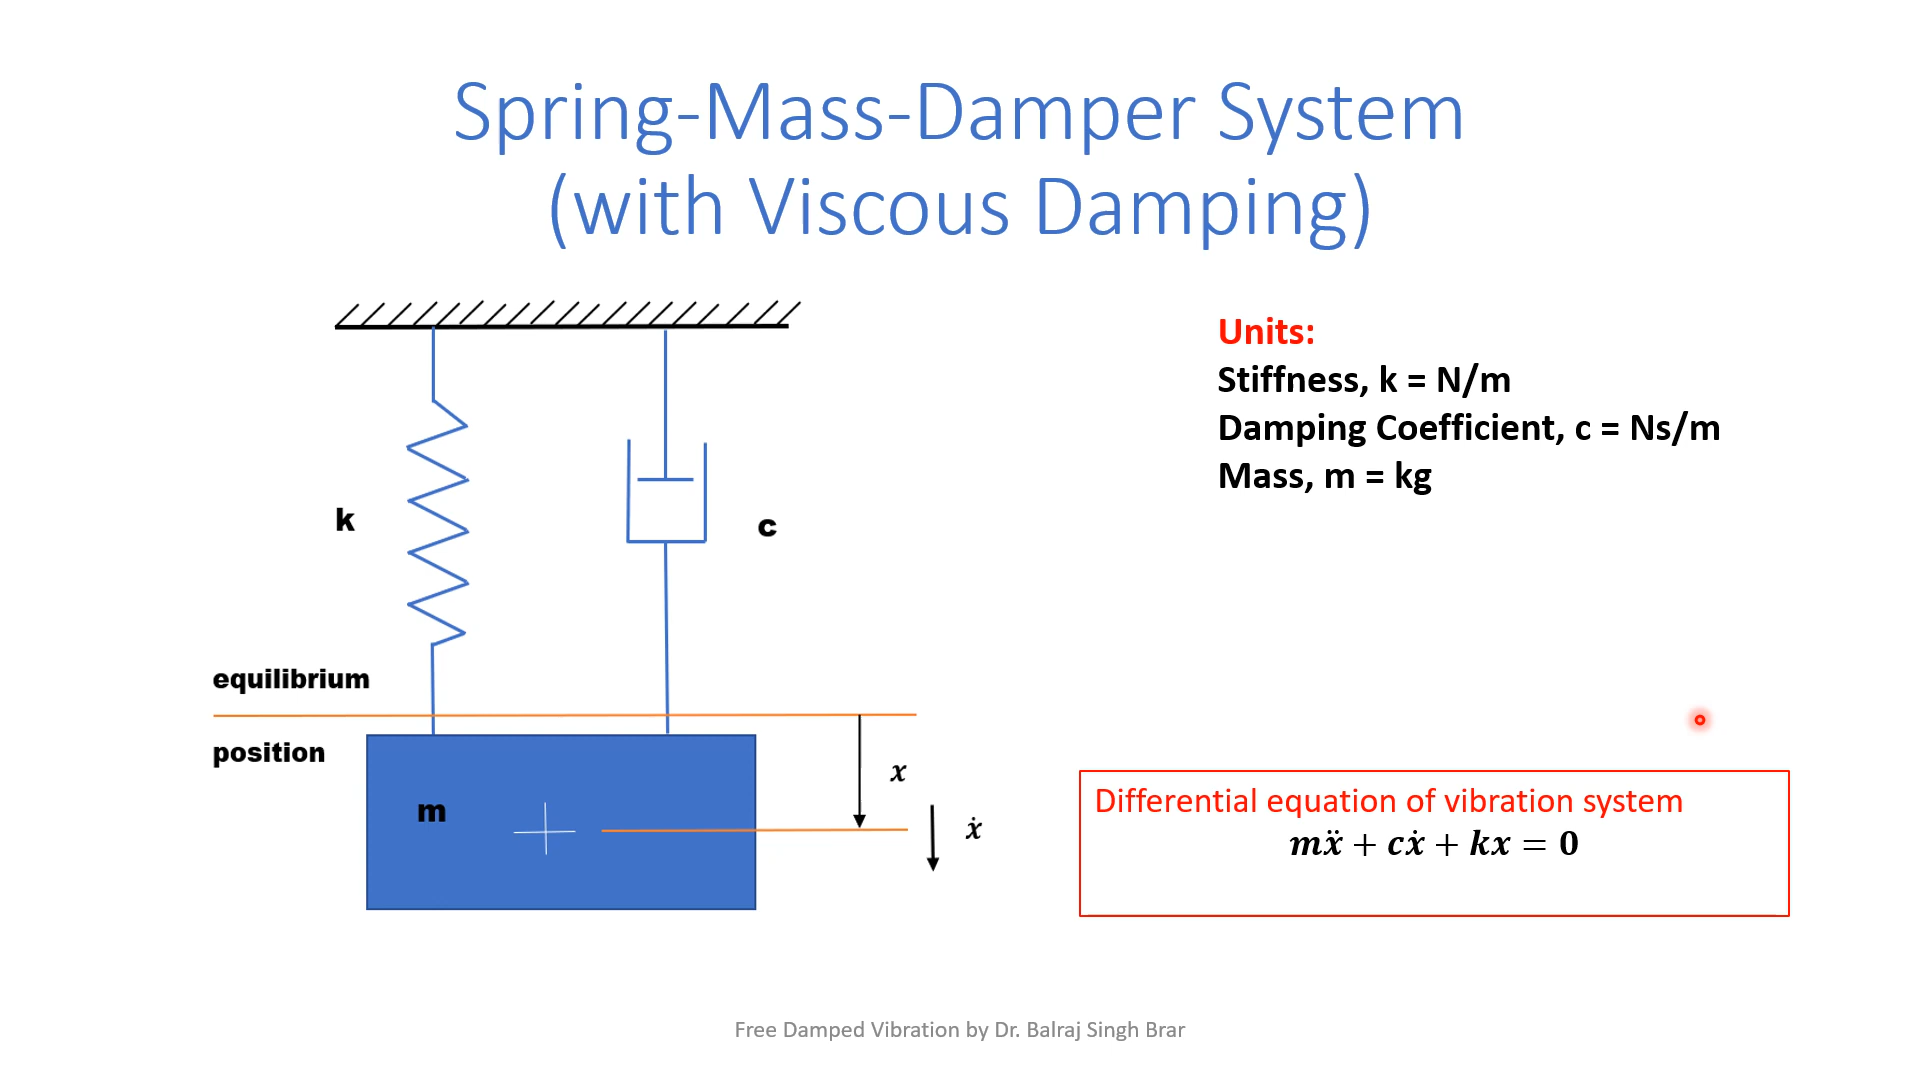 Spring-Mass-Damper System
(with Viscous Damping)
Units:
Stiffness, k = N/m
Damping Coefficient, c = Ns/m
Mass, m = kg
k
c
equilibrium
position
m
x
ẋ
Differential equation of vibration system
mẍ + cẋ + kx = 0
Free Damped Vibration by Dr. Balraj Singh Brar